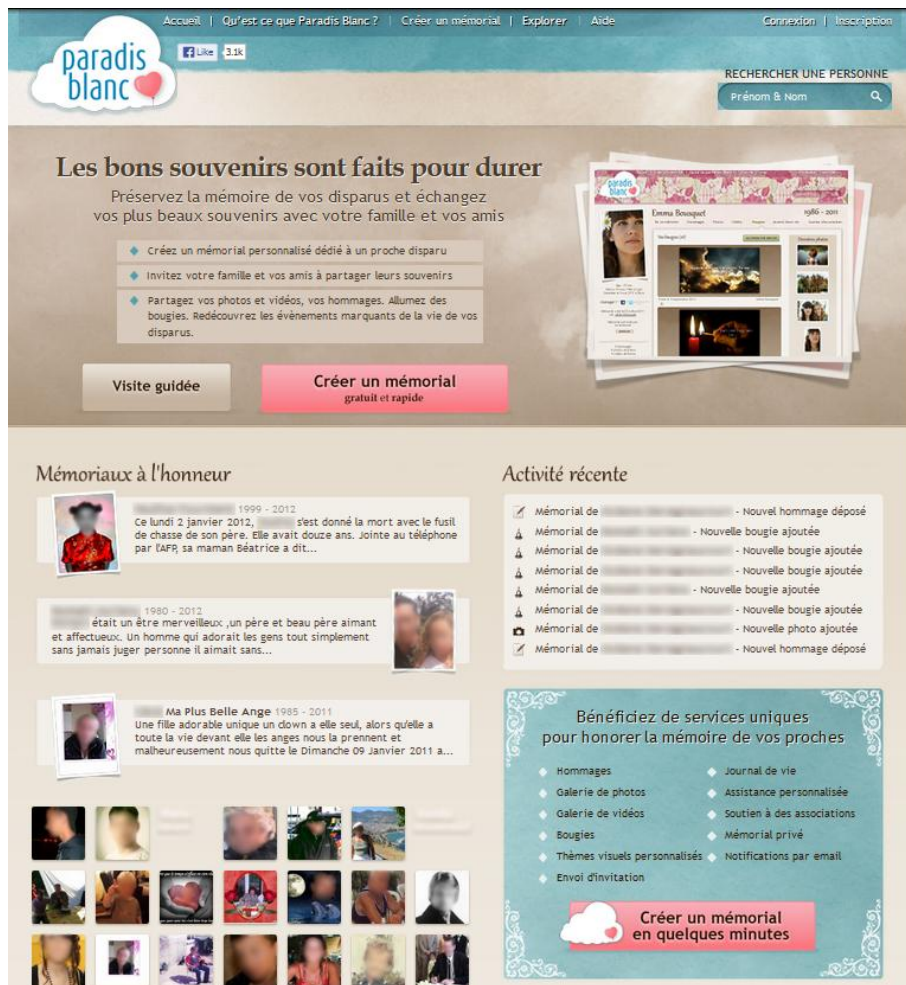 Accueil | Qu'est ce que Paradis Blanc ? | Créer un mémorial | Explorer | Aide
Connexion | Inscription
paradis
blanc
Like 3.1k
RECHERCHER UNE PERSONNE
Prénom & Nom
Les bons souvenirs sont faits pour durer
Préservez la mémoire de vos disparus et échangez
vos plus beaux souvenirs avec votre famille et vos amis
Créez un mémorial personnalisé dédié à un proche disparu
Invitez votre famille et vos amis à partager leurs souvenirs
Partagez vos photos et vidéos, vos hommages. Allumez des
bougies. Redécouvrez les évènements marquants de la vie de vos
disparus.
Visite guidée
Créer un mémorial
gratuit et rapide
paradis
blanc
Emma Bousquet
1986 - 2011
Mémoriaux à l'honneur
1999 - 2012
Ce lundi 2 janvier 2012, s'est donné la mort avec le fusil
de chasse de son père. Elle avait douze ans. Jointe au téléphone
par l'AFP, sa maman Béatrice a dit...
1980 - 2012
était un être merveilleux ,un père et beau père aimant
et affectueux. Un homme qui adorait les gens tout simplement
sans jamais juger personne il aimait sans...
Ma Plus Belle Ange 1985 - 2011
Une fille adorable unique un clown a elle seul, alors qu'elle a
toute la vie devant elle les anges nous la prennent et
malheureusement nous quitte le Dimanche 09 Janvier 2011 a...
Activité récente
Mémorial de - Nouvel hommage déposé
Mémorial de - Nouvelle bougie ajoutée
Mémorial de - Nouvelle bougie ajoutée
Mémorial de - Nouvelle bougie ajoutée
Mémorial de - Nouvelle bougie ajoutée
Mémorial de - Nouvelle bougie ajoutée
Mémorial de - Nouvelle photo ajoutée
Mémorial de - Nouvel hommage déposé
Bénéficiez de services uniques
pour honorer la mémoire de vos proches
Hommages
Journal de vie
Galerie de photos
Assistance personnalisée
Galerie de vidéos
Soutien à des associations
Bougies
Mémorial privé
Thèmes visuels personnalisés
Notifications par email
Envoi d'invitation
Créer un mémorial
en quelques minutes